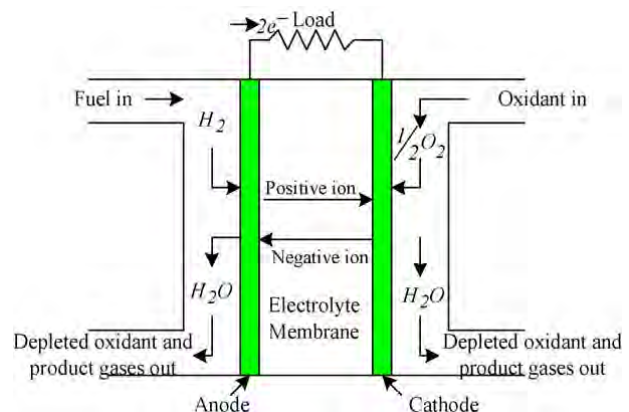 2e⁻ Load
Fuel in
Oxidant in
H₂
1/2O₂
Positive ion
Negative ion
H₂O
H₂O
Electrolyte
Membrane
Depleted oxidant and
product gases out
Depleted oxidant and
product gases out
Anode
Cathode